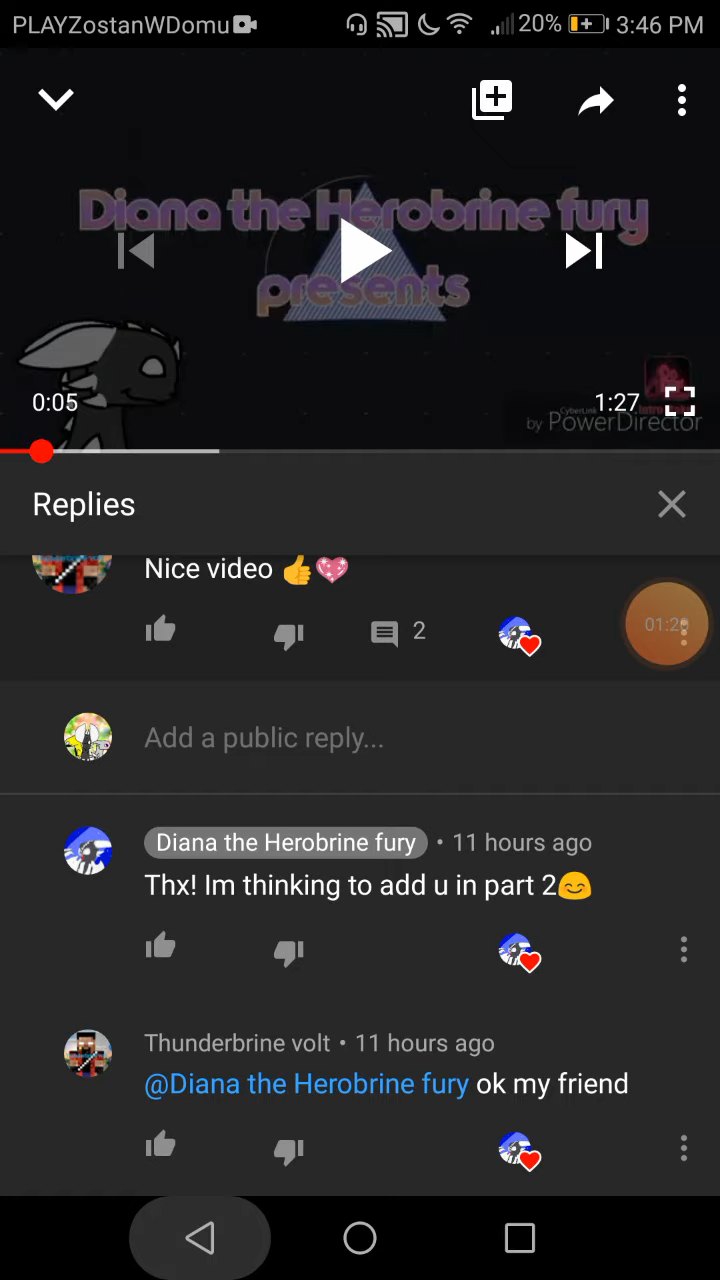 PLAYZostanWDomu 20% 3:46 PM
Diana the Herobrine fury
presents
0:05 1:27
by CyberLink PowerDirector
Replies
Nice video 👍💖
2
Add a public reply...
Diana the Herobrine fury • 11 hours ago
Thx! Im thinking to add u in part 2😊
Thunderbrine volt • 11 hours ago
@Diana the Herobrine fury ok my friend